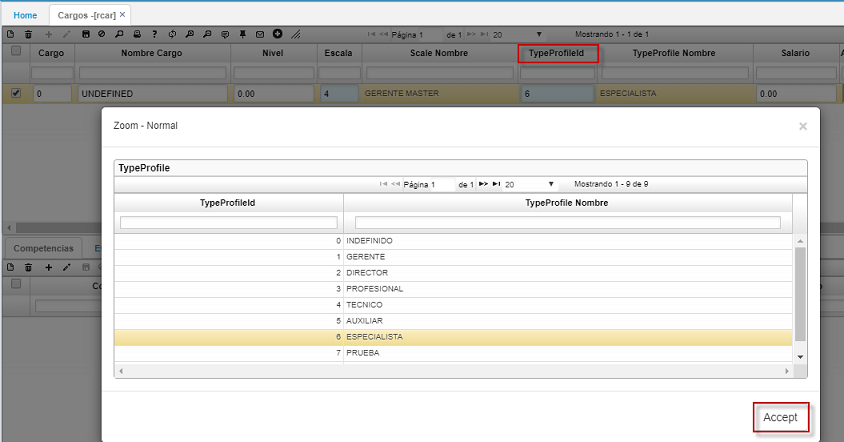 Home
Cargos -[rcar] ×
Página 1 de 1 20 Mostrando 1 - 1 de 1
Cargo Nombre Cargo Nivel Escala Scale Nombre TypeProfileId TypeProfile Nombre Salario
0 UNDEFINED 0.00 4 GERENTE MASTER 6 ESPECIALISTA 0.00
Zoom - Normal ×
TypeProfile
Página 1 de 1 20 Mostrando 1 - 9 de 9
TypeProfileId TypeProfile Nombre
0 INDEFINIDO
1 GERENTE
2 DIRECTOR
3 PROFESIONAL
4 TECNICO
5 AUXILIAR
6 ESPECIALISTA
7 PRUEBA
Competencias
Accept